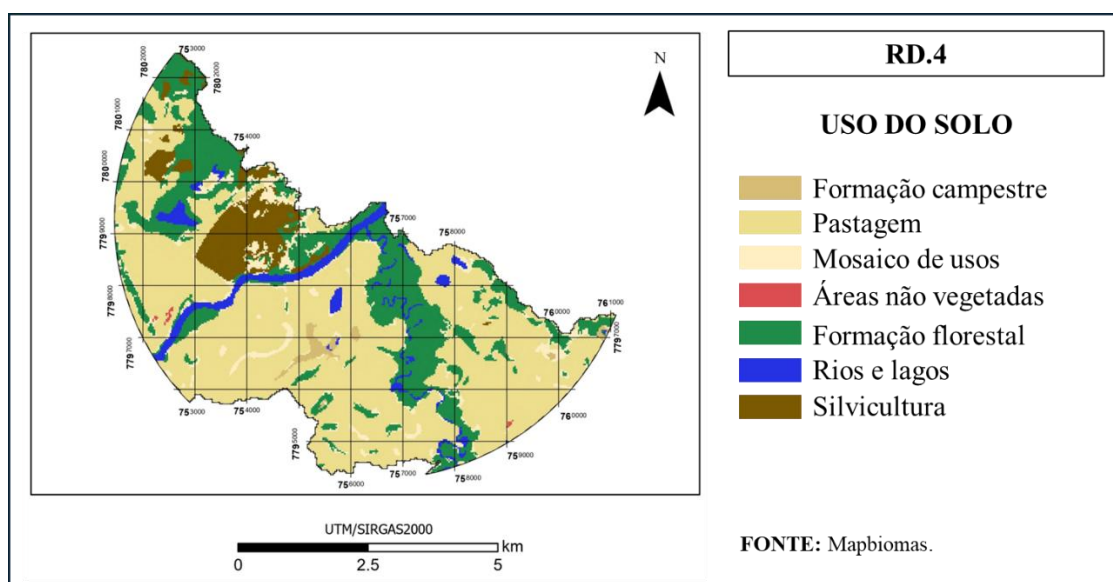 RD.4
USO DO SOLO
Formação campestre
Pastagem
Mosaico de usos
Áreas não vegetadas
Formação florestal
Rios e lagos
Silvicultura
FONTE: Mapbiomas.
N
753000
7802000
7802000
7801000
754000
7800000
7799000
757000
758000
7798000
760000
761000
7797000
7797000
753000
754000
760000
7795000
759000
756000
757000
758000
UTM/SIRGAS2000
km
0 2.5 5